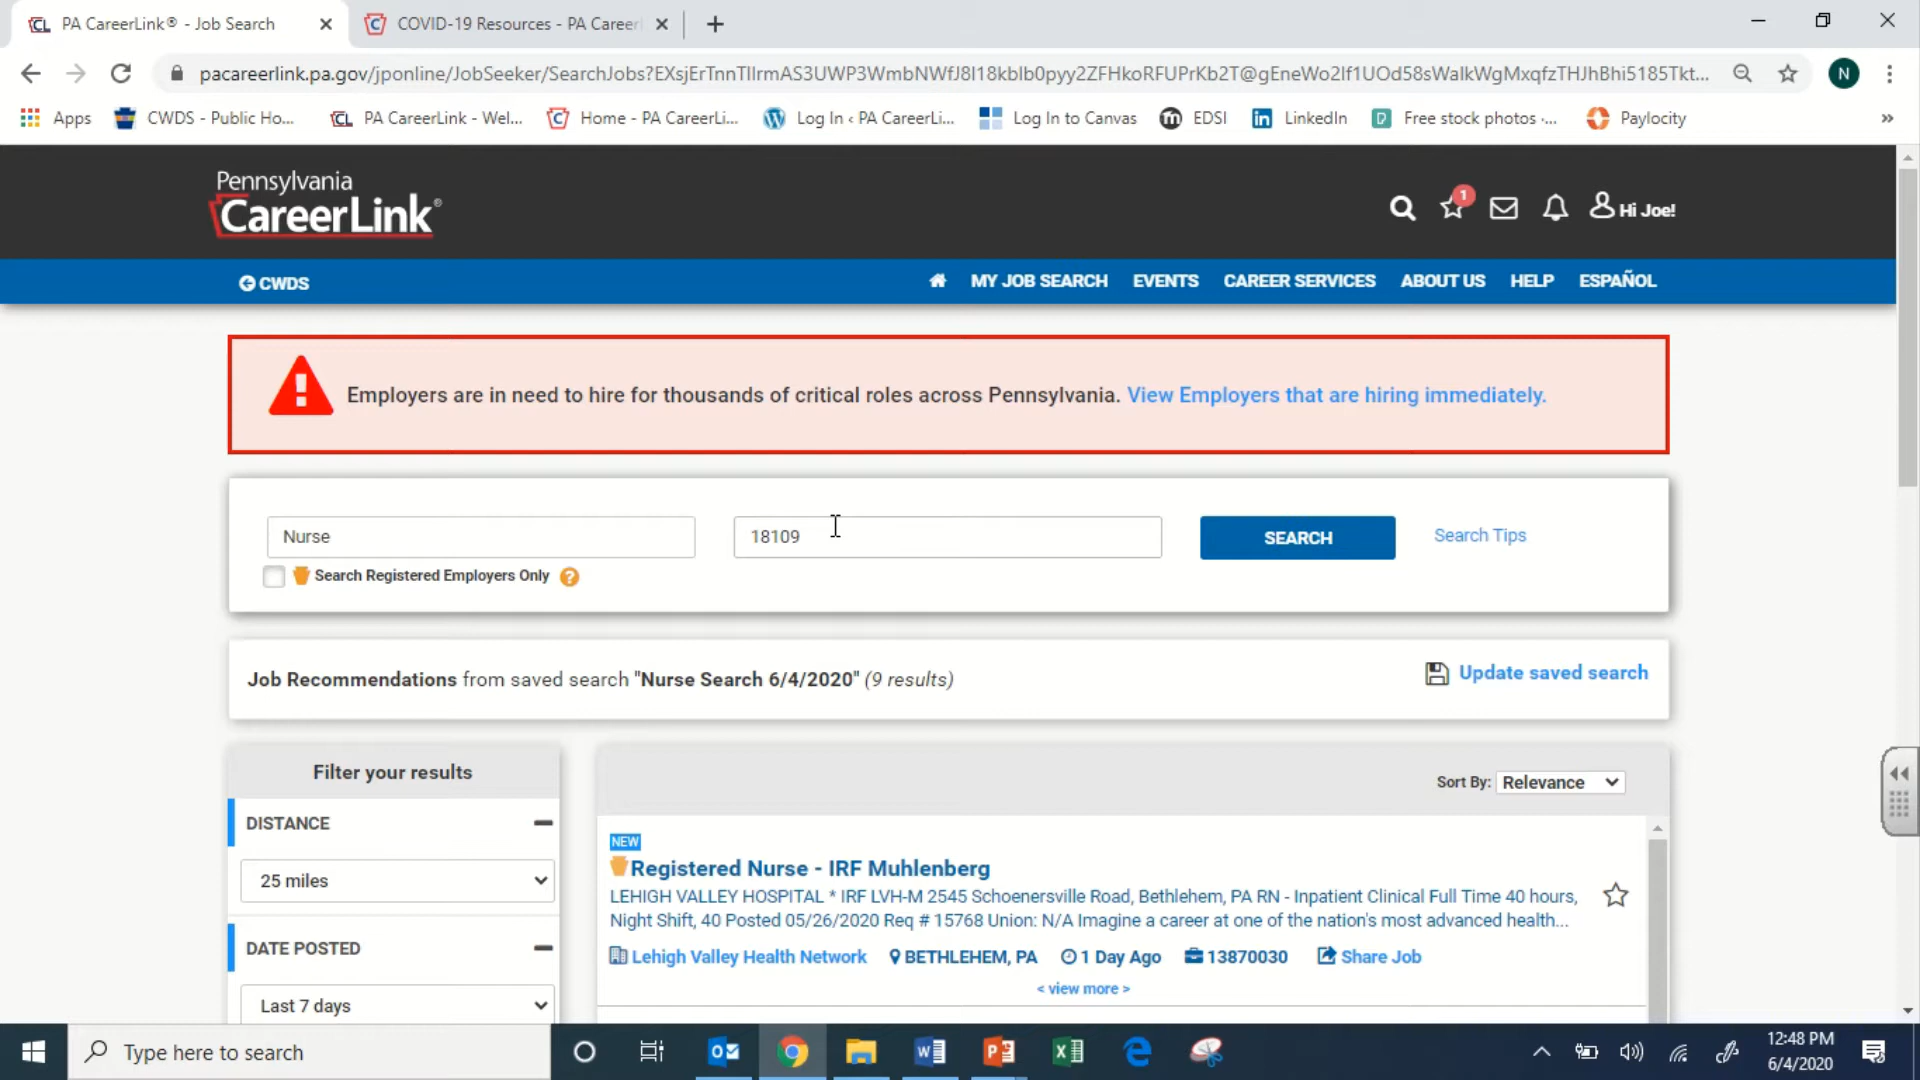 PA CareerLink® - Job Search
COVID-19 Resources - PA Career
pacareerlink.pa.gov/jponline/JobSeeker/SearchJobs?
N
Apps
CWDS - Public Ho...
PA CareerLink - Wel...
Home - PA CareerLi...
Log In ‹ PA CareerLi...
Log In to Canvas
EDSI
LinkedIn
Free stock photos ·...
Paylocity
»
Pennsylvania
CareerLink®
1
Hi Joe!
CWDS
MY JOB SEARCH
EVENTS
CAREER SERVICES
ABOUT US
HELP
ESPAÑOL
Employers are in need to hire for thousands of critical roles across Pennsylvania. View Employers that are hiring immediately.
Nurse
18109
SEARCH
Search Tips
Search Registered Employers Only ?
Job Recommendations from saved search "Nurse Search 6/4/2020" (9 results)
Update saved search
Filter your results
Sort By: Relevance
DISTANCE
25 miles
DATE POSTED
Last 7 days
NEW
Registered Nurse - IRF Muhlenberg
LEHIGH VALLEY HOSPITAL * IRF LVH-M 2545 Schoenersville Road, Bethlehem, PA RN - Inpatient Clinical Full Time 40 hours,
Night Shift, 40 Posted 05/26/2020 Req # 15768 Union: N/A Imagine a career at one of the nation's most advanced health...
Lehigh Valley Health Network
BETHLEHEM, PA
1 Day Ago
13870030
Share Job
< view more >
Type here to search
12:48 PM
6/4/2020